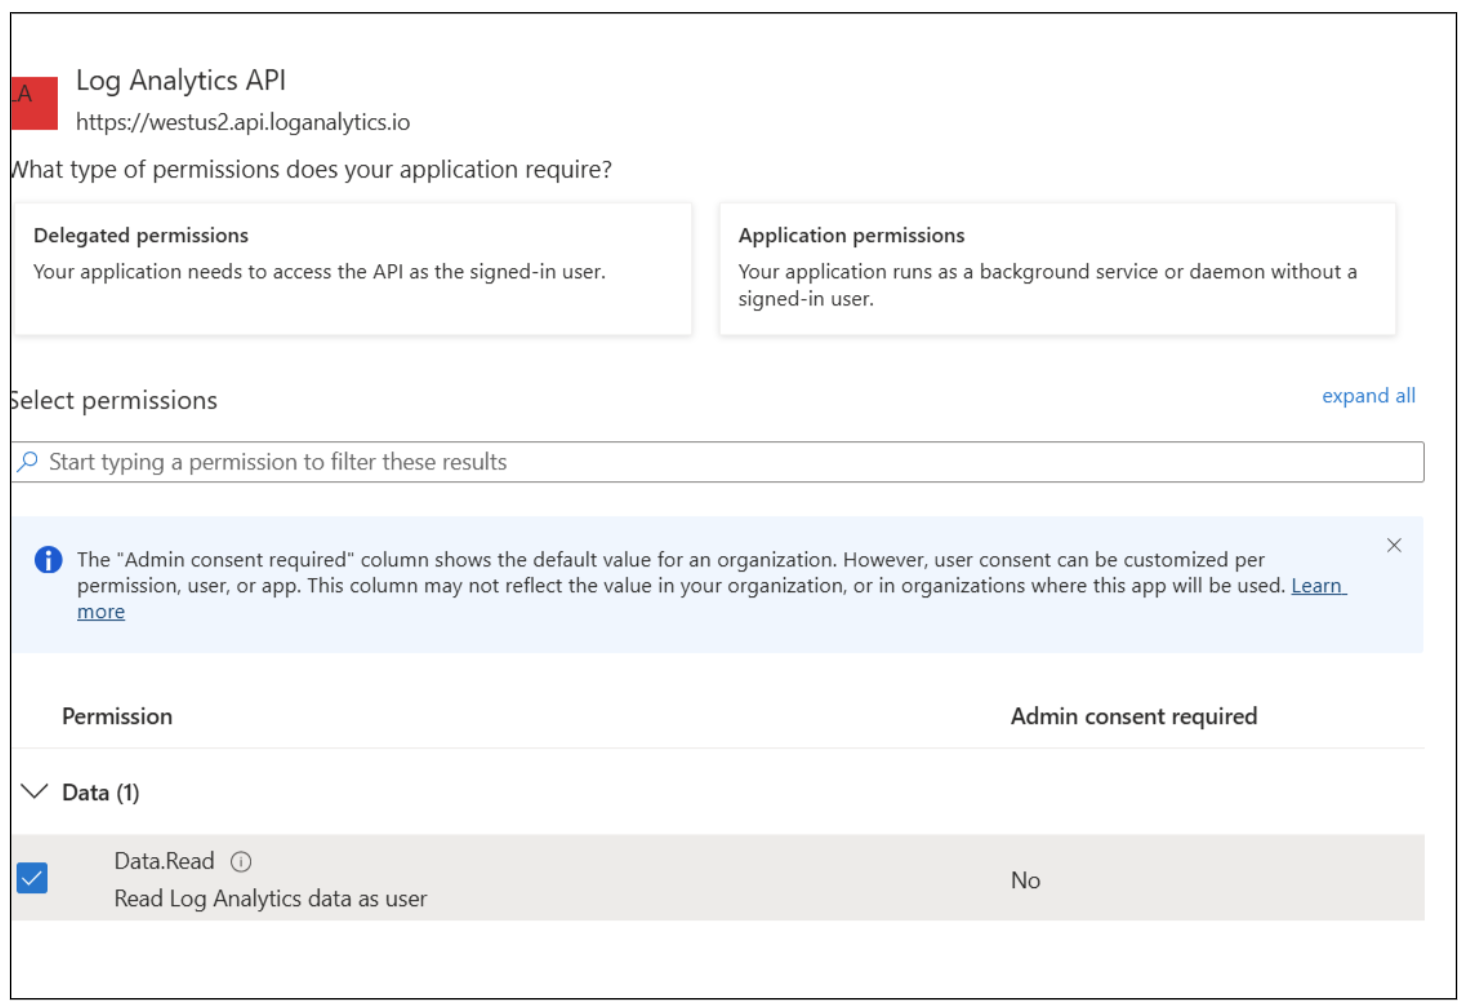 Log Analytics API
LA
https://westus2.api.loganalytics.io
What type of permissions does your application require?
Delegated permissions
Your application needs to access the API as the signed-in user.
Application permissions
Your application runs as a background service or daemon without a
signed-in user.
Select permissions
expand all
Start typing a permission to filter these results
The "Admin consent required" column shows the default value for an organization. However, user consent can be customized per
permission, user, or app. This column may not reflect the value in your organization, or in organizations where this app will be used. Learn
more
Permission
Admin consent required
Data (1)
Data.Read
Read Log Analytics data as user
No